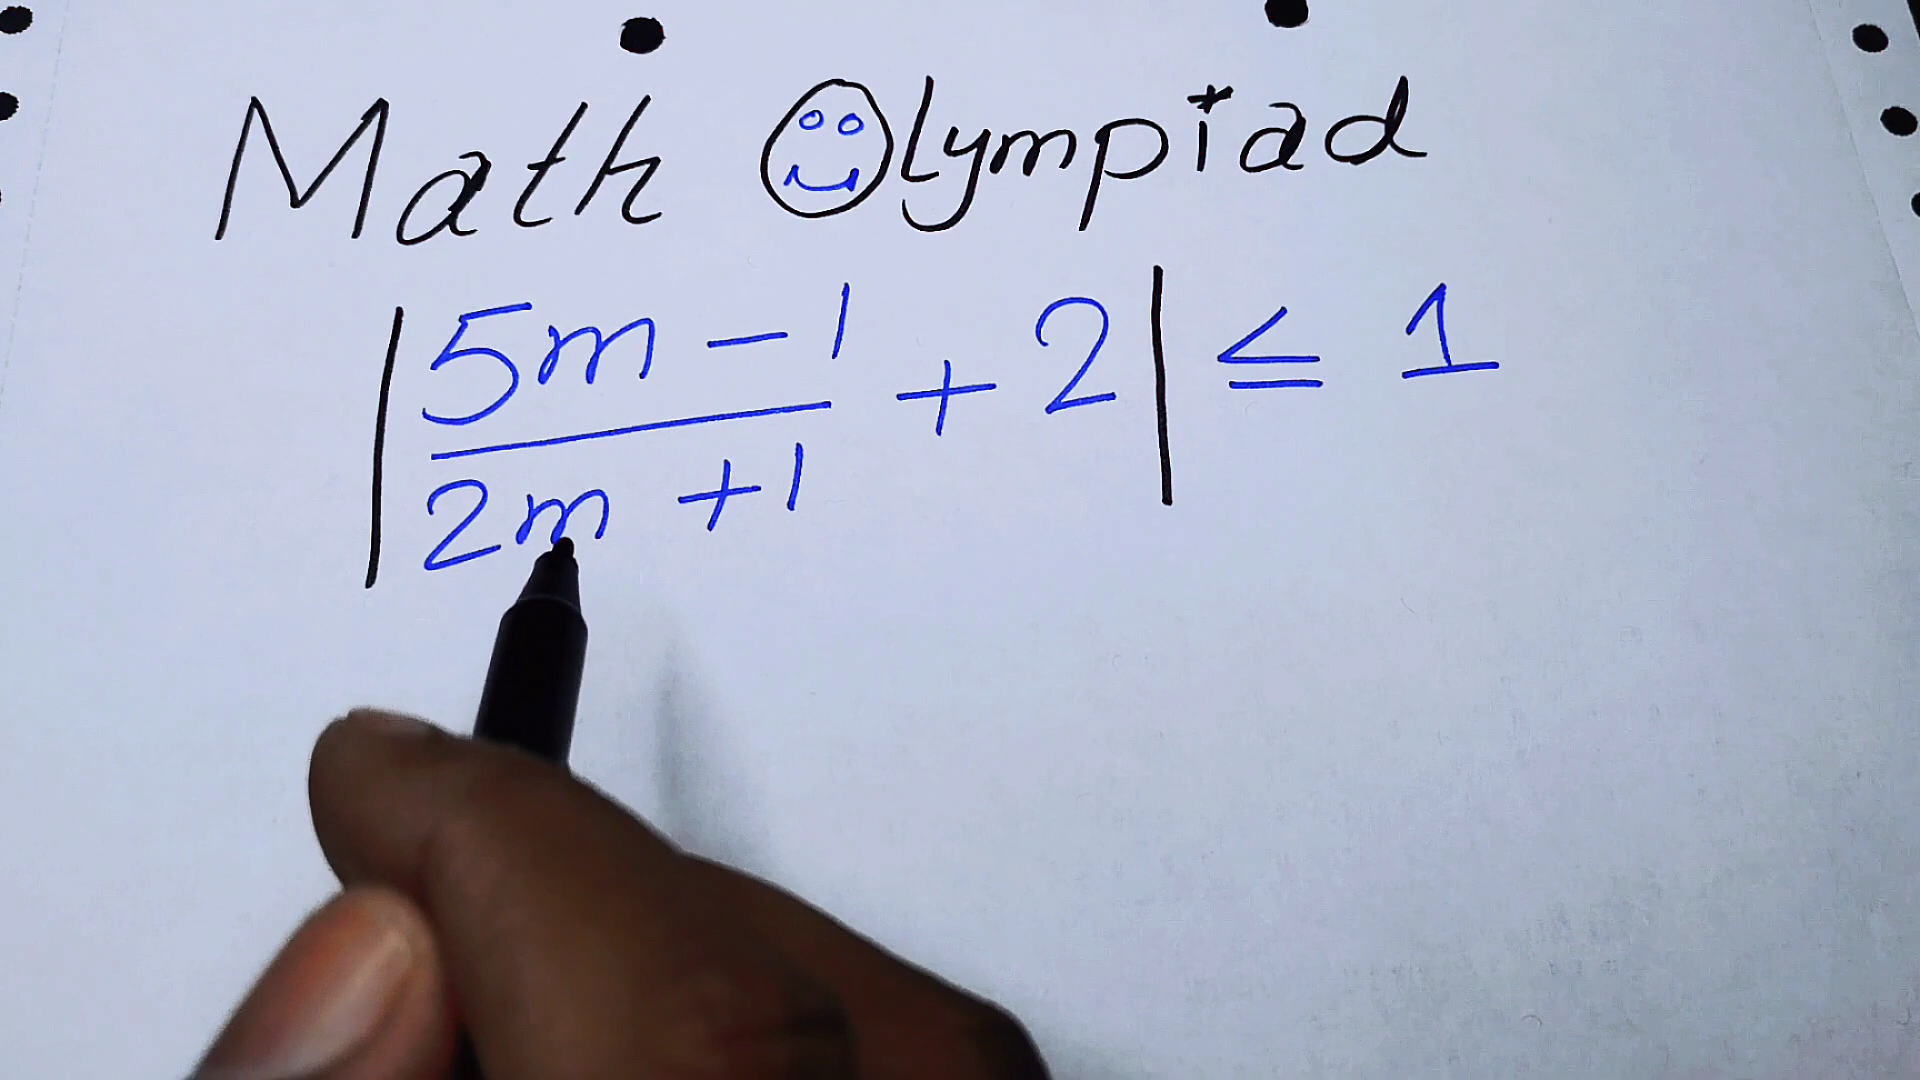 Math Olympiad
|(5m - 1)/(2m + 1) + 2| ≤ 1